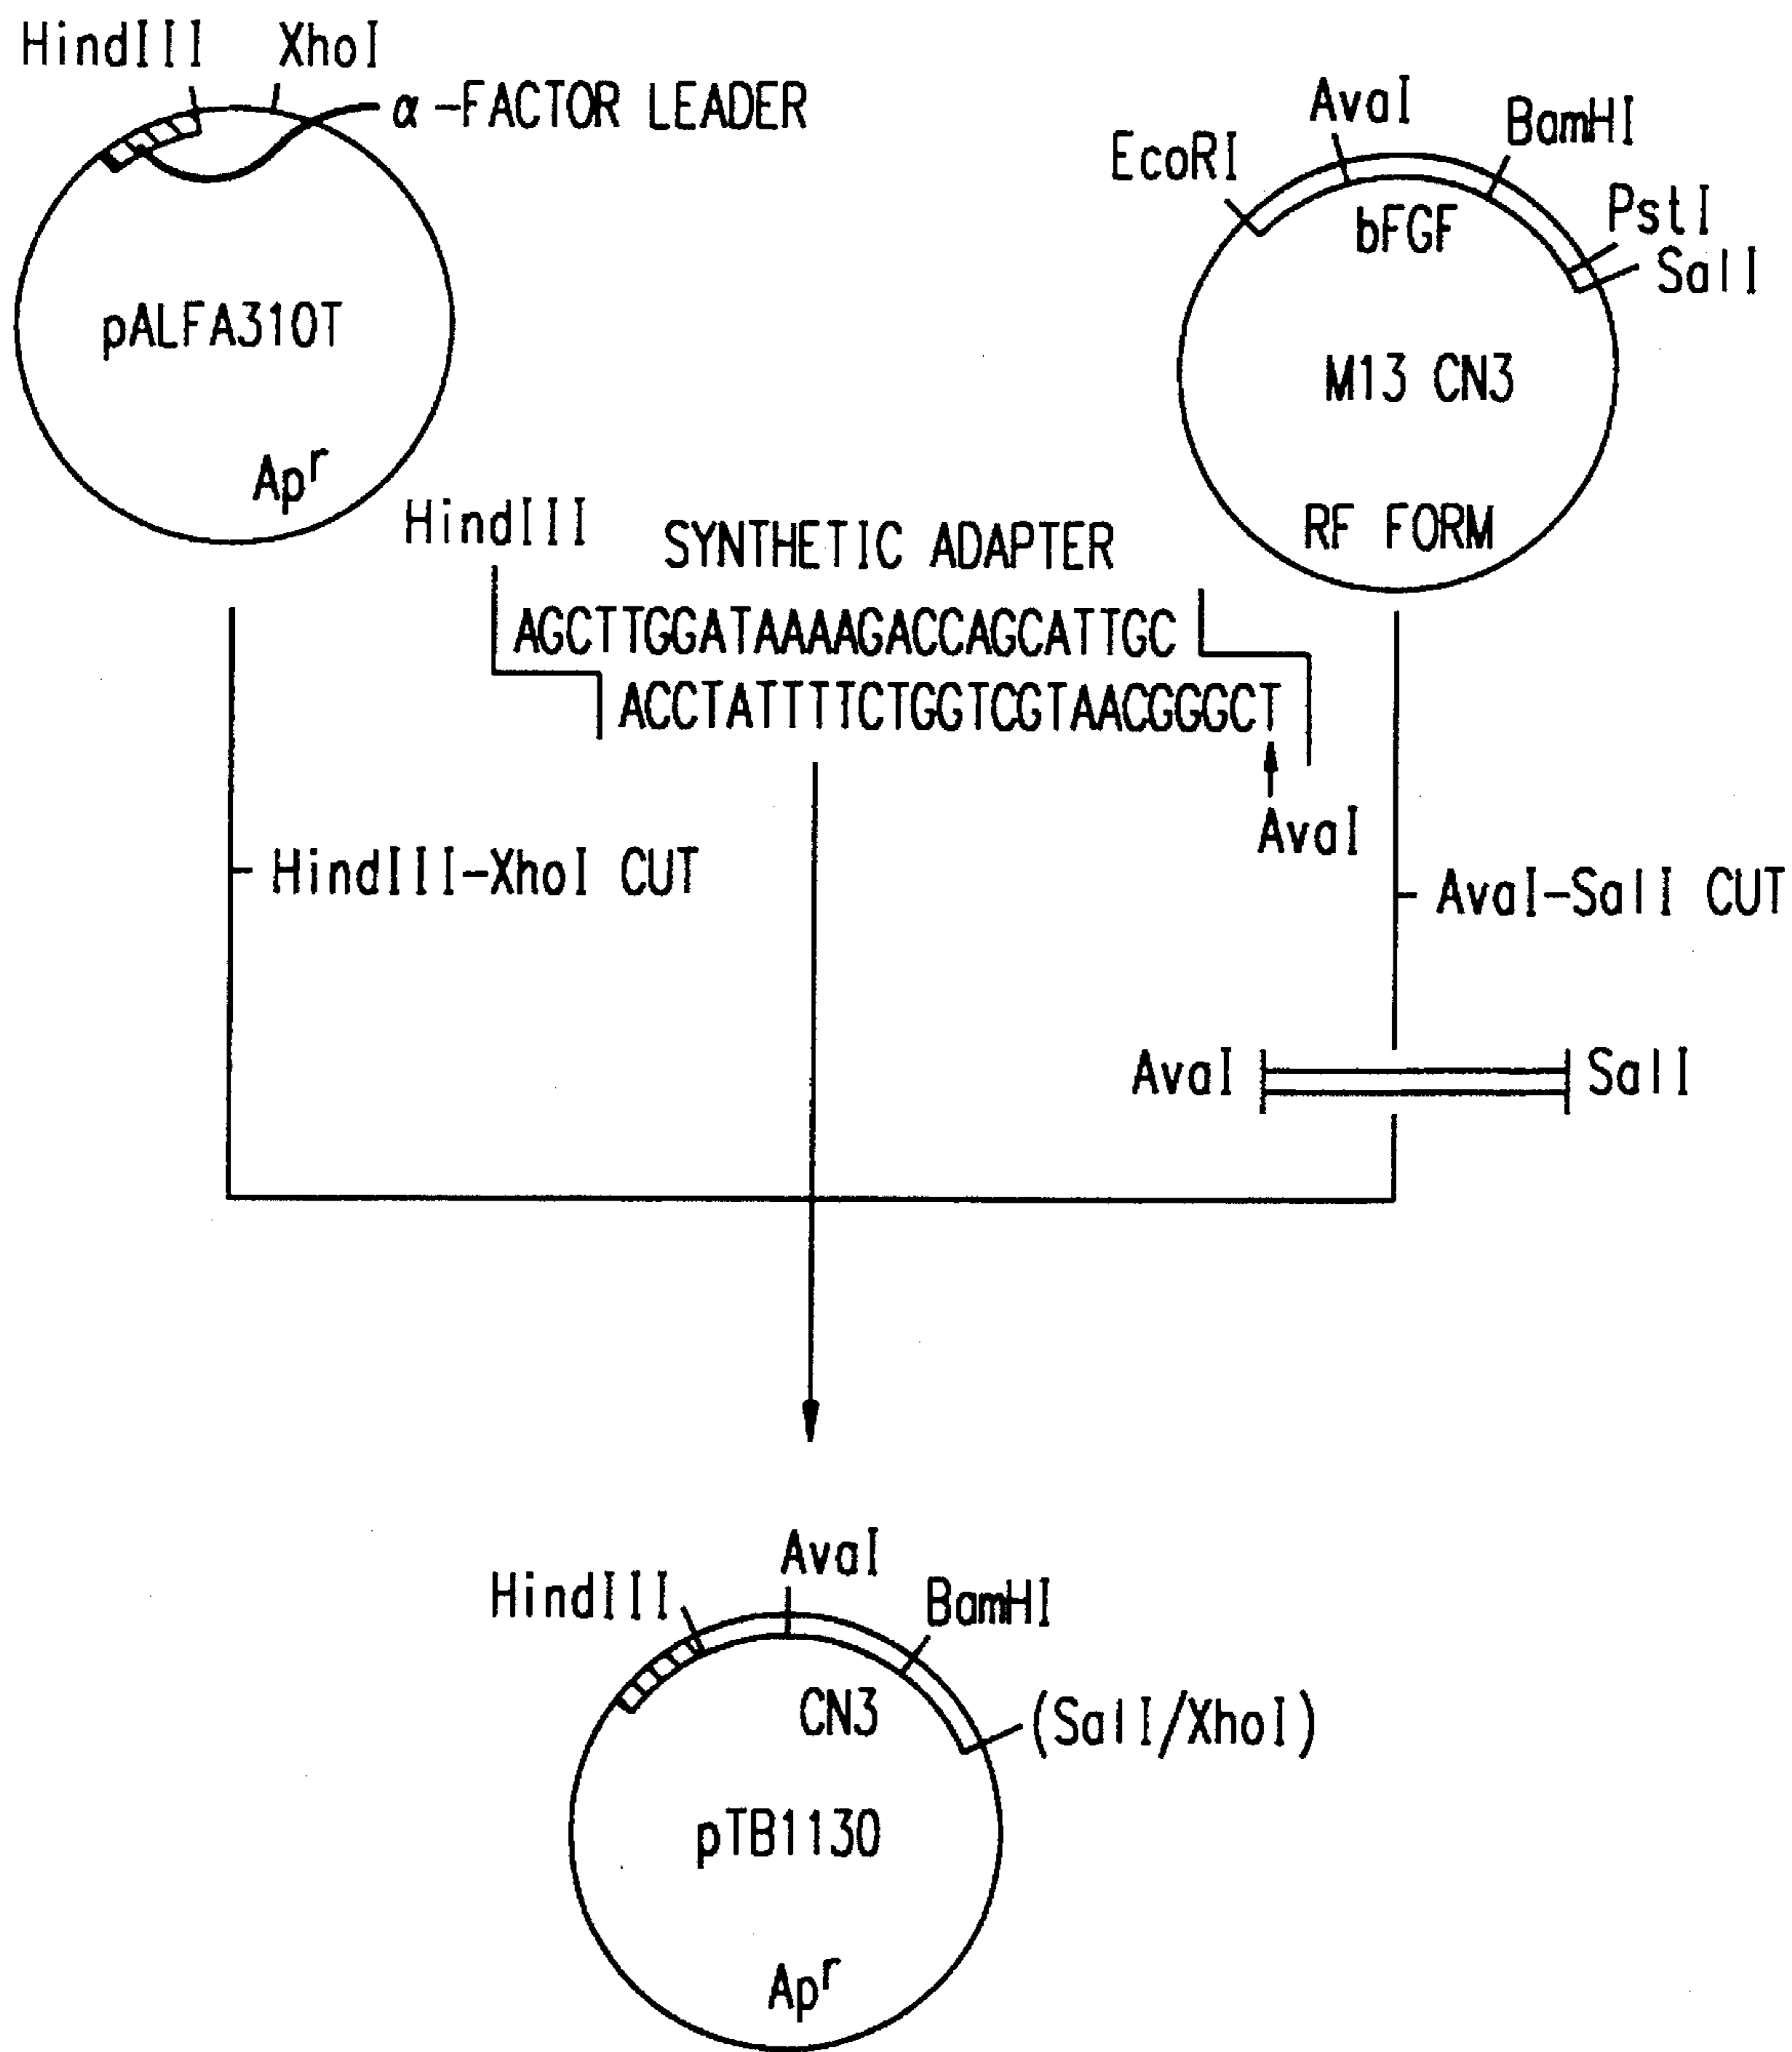 HindIII XhoI
α-FACTOR LEADER
pALFA310T
Apr
EcoRI
AvaI
BamHI
PstI
SalI
bFGF
M13 CN3
RF FORM
HindIII
SYNTHETIC ADAPTER
AGCTTGGATAAAAGACCAGCATTGC
ACCTATTTTCTGGTCGTAACGGGCT
AvaI
HindIII-XhoI CUT
AvaI-SalI CUT
AvaI
SalI
HindIII
AvaI
BamHI
(SalI/XhoI)
CN3
pTB1130
Apr